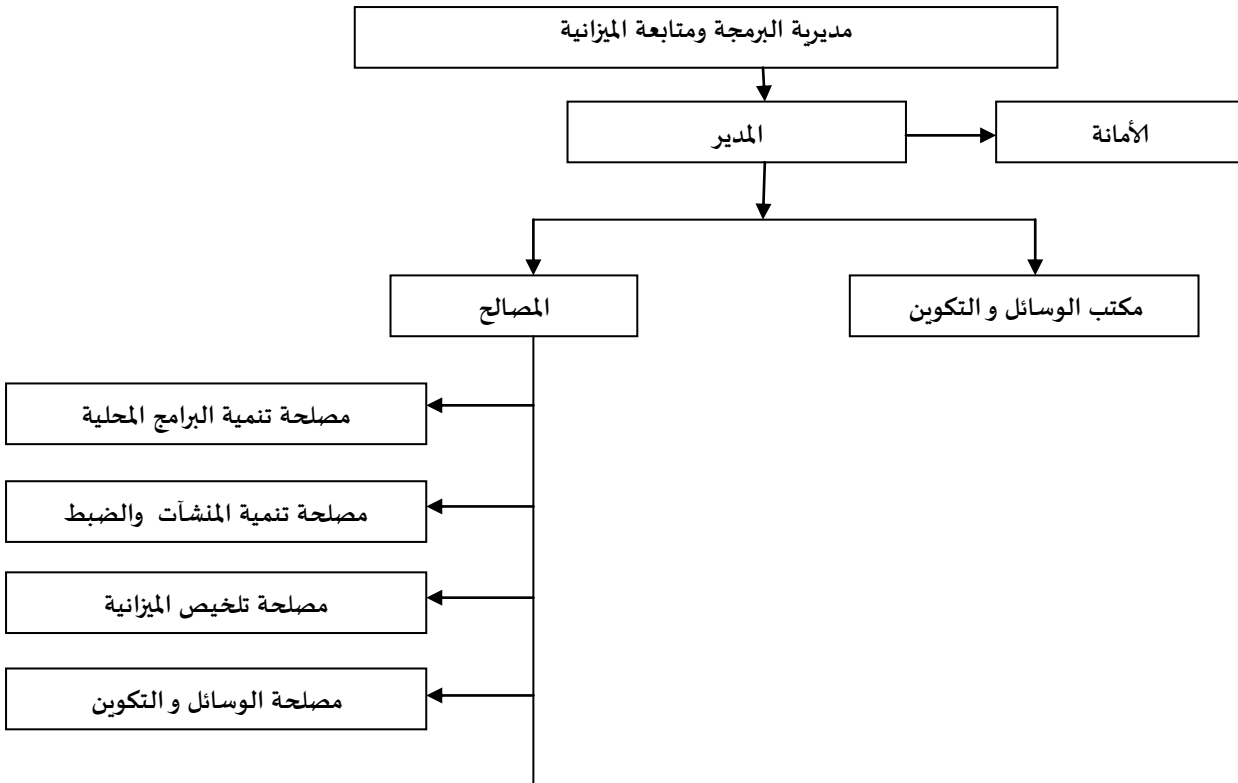 مديرية البرمجة ومتابعة الميزانية
المدير
الأمانة
مكتب الوسائل و التكوين
المصالح
مصلحة تنمية البرامج المحلية
مصلحة تنمية المنشآت والضبط
مصلحة تلخيص الميزانية
مصلحة الوسائل و التكوين